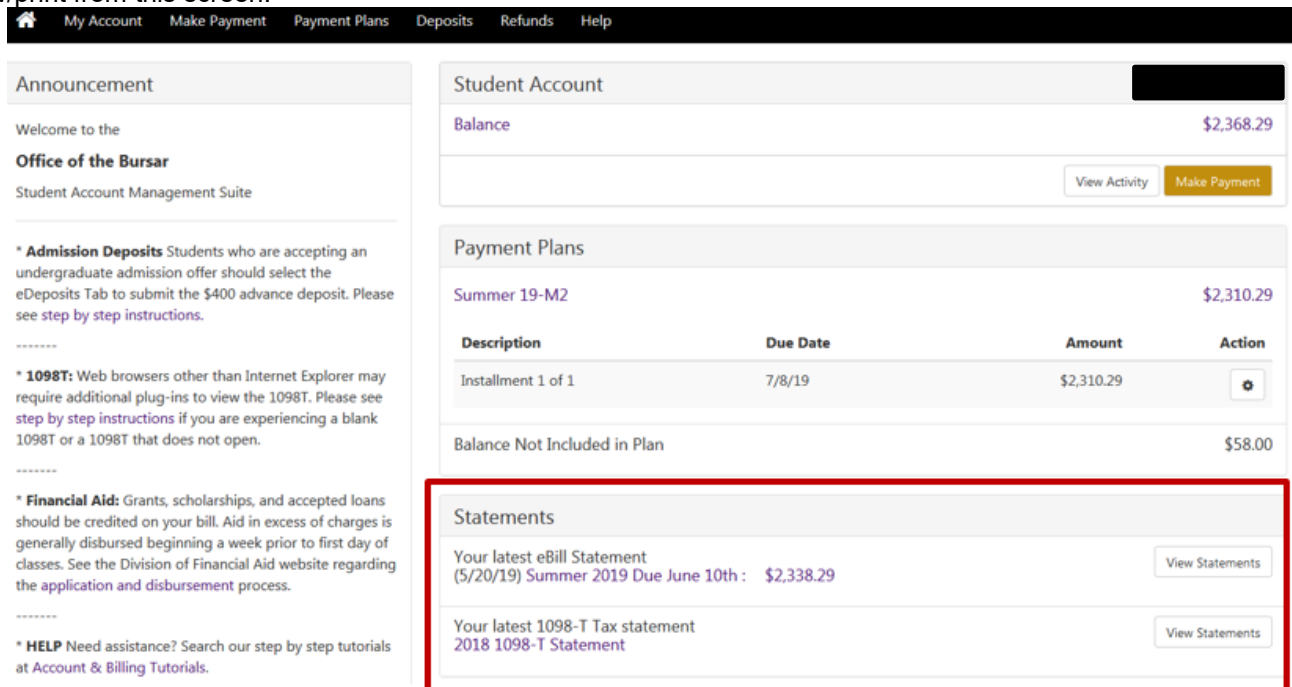 /print from this screen.
My Account Make Payment Payment Plans Deposits Refunds Help
Announcement
Welcome to the
Office of the Bursar
Student Account Management Suite
* Admission Deposits Students who are accepting an
undergraduate admission offer should select the
eDeposits Tab to submit the $400 advance deposit. Please
see step by step instructions.
-------
* 1098T: Web browsers other than Internet Explorer may
require additional plug-ins to view the 1098T. Please see
step by step instructions if you are experiencing a blank
1098T or a 1098T that does not open.
-------
* Financial Aid: Grants, scholarships, and accepted loans
should be credited on your bill. Aid in excess of charges is
generally disbursed beginning a week prior to first day of
classes. See the Division of Financial Aid website regarding
the application and disbursement process.
-------
* HELP Need assistance? Search our step by step tutorials
at Account & Billing Tutorials.
Student Account
Balance $2,368.29
View Activity Make Payment
Payment Plans
Summer 19-M2 $2,310.29
Description Due Date Amount Action
Installment 1 of 1 7/8/19 $2,310.29
Balance Not Included in Plan $58.00
Statements
Your latest eBill Statement
(5/20/19) Summer 2019 Due June 10th : $2,338.29 View Statements
Your latest 1098-T Tax statement
2018 1098-T Statement View Statements